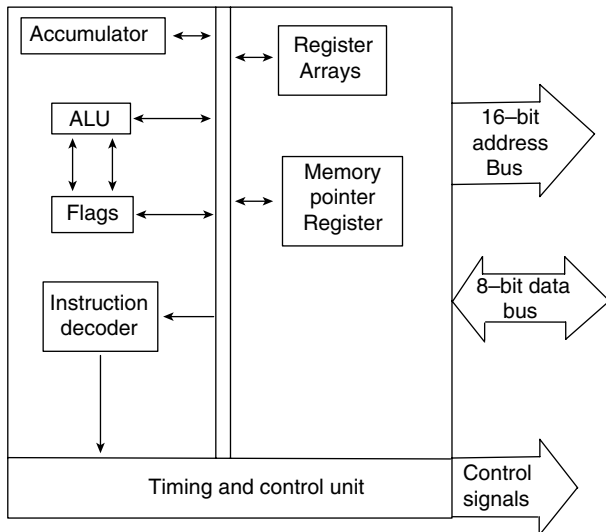 Accumulator
Register
Arrays
ALU
16–bit
address
Bus
Flags
Memory
pointer
Register
Instruction
decoder
8–bit data
bus
Timing and control unit
Control
signals